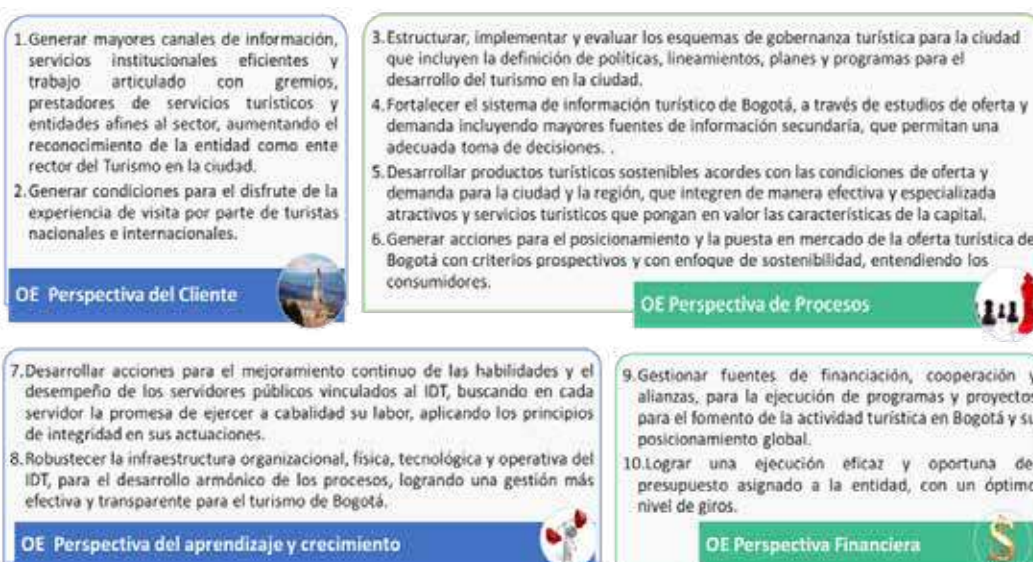 1.Generar mayores canales de información,
servicios institucionales eficientes y
trabajo articulado con gremios,
prestadores de servicios turísticos y
entidades afines al sector, aumentando el
reconocimiento de la entidad como ente
rector del Turismo en la ciudad.
2.Generar condiciones para el disfrute de la
experiencia de visita por parte de turistas
nacionales e internacionales.
OE Perspectiva del Cliente
3.Estructurar, implementar y evaluar los esquemas de gobernanza turística para la ciudad
que incluyen la definición de políticas, lineamientos, planes y programas para el
desarrollo del turismo en la ciudad.
4.Fortalecer el sistema de información turístico de Bogotá, a través de estudios de oferta y
demanda incluyendo mayores fuentes de información secundaria, que permitan una
adecuada toma de decisiones. .
5.Desarrollar productos turísticos sostenibles acordes con las condiciones de oferta y
demanda para la ciudad y la región, que integren de manera efectiva y especializada
atractivos y servicios turísticos que pongan en valor las características de la capital.
6.Generar acciones para el posicionamiento y la puesta en mercado de la oferta turística de
Bogotá con criterios prospectivos y con enfoque de sostenibilidad, entendiendo los
consumidores.
OE Perspectiva de Procesos
7.Desarrollar acciones para el mejoramiento continuo de las habilidades y el
desempeño de los servidores públicos vinculados al IDT, buscando en cada
servidor la promesa de ejercer a cabalidad su labor, aplicando los principios
de integridad en sus actuaciones.
8.Robustecer la infraestructura organizacional, física, tecnológica y operativa del
IDT, para el desarrollo armónico de los procesos, logrando una gestión más
efectiva y transparente para el turismo de Bogotá.
OE Perspectiva del aprendizaje y crecimiento
9.Gestionar fuentes de financiación, cooperación y
alianzas, para la ejecución de programas y proyectos
para el fomento de la actividad turística en Bogotá y su
posicionamiento global.
10.Lograr una ejecución eficaz y oportuna de
presupuesto asignado a la entidad, con un óptimo
nivel de giros.
OE Perspectiva Financiera